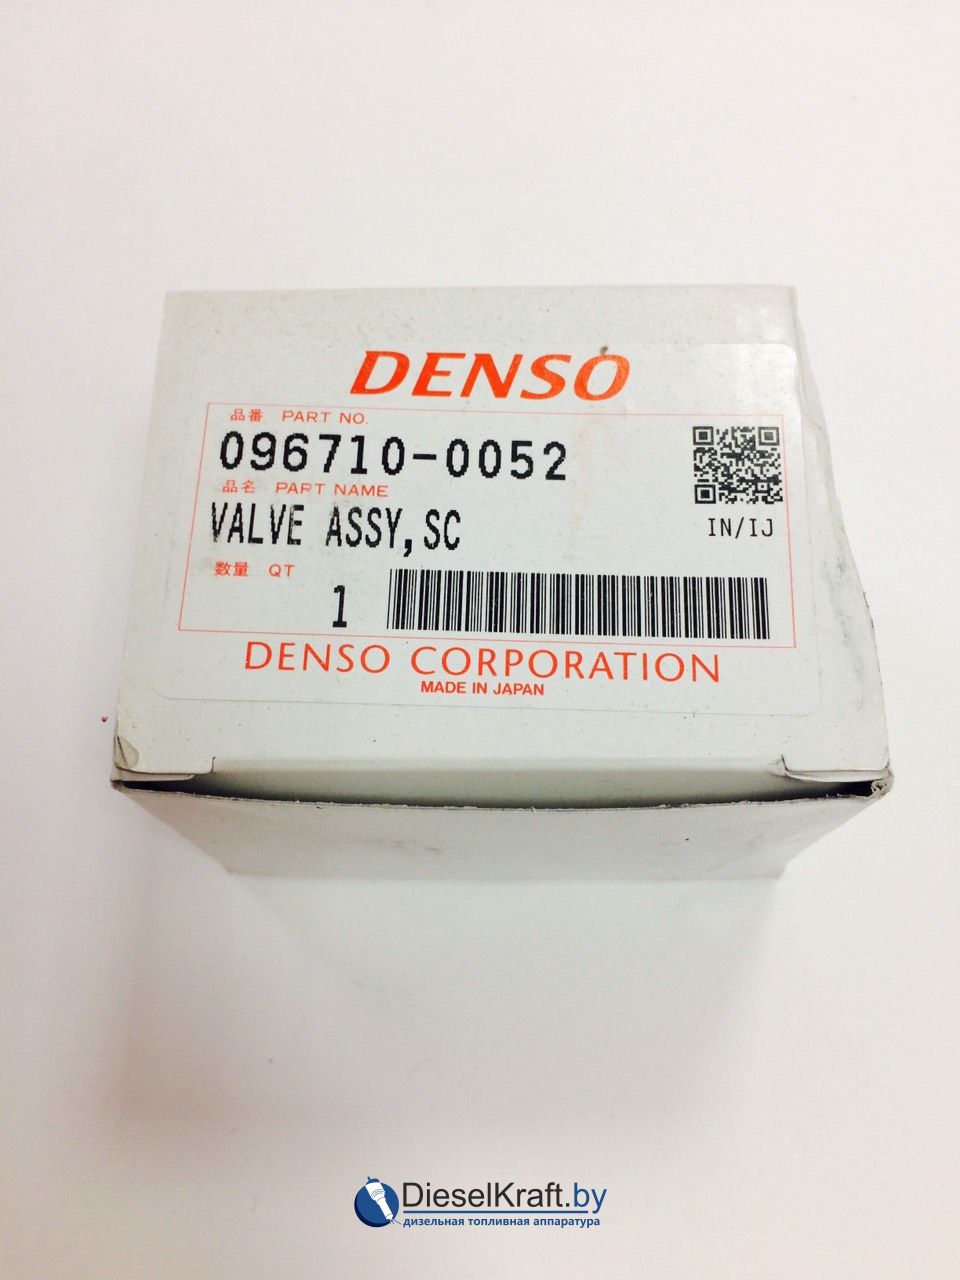 DENSO
品番 PART NO.
096710-0052
品名 PART NAME
VALVE ASSY,SC
IN/IJ
数量 QT
1
DENSO CORPORATION
MADE IN JAPAN
DieselKraft.by
дизельная топливная аппаратура